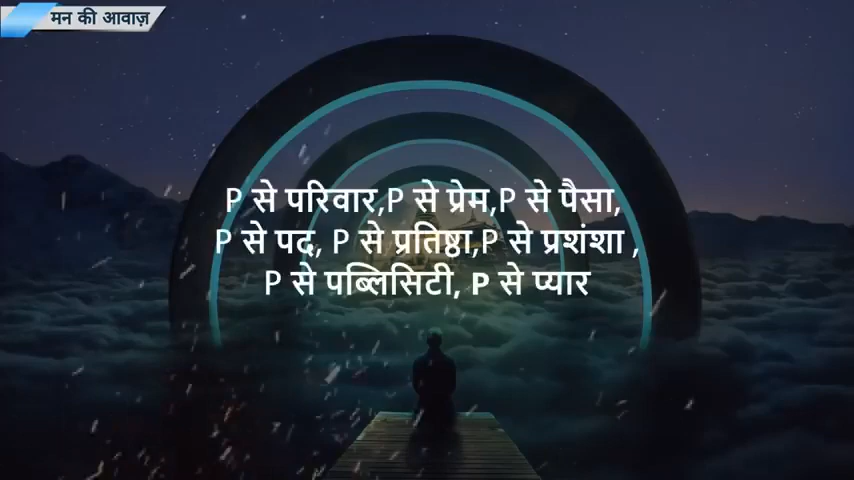 मन की आवाज़
P से परिवार,P से प्रेम,P से पैसा,
P से पद, P से प्रतिष्ठा,P से प्रशंशा ,
P से पब्लिसिटी, P से प्यार